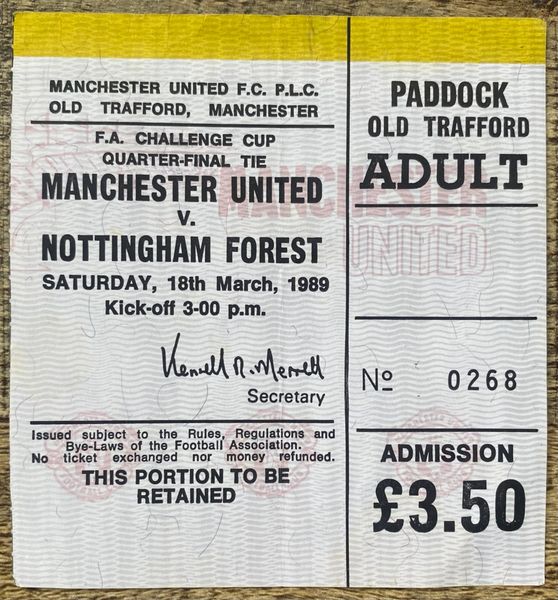 MANCHESTER UNITED F.C. P.L.C.
OLD TRAFFORD, MANCHESTER
F.A. CHALLENGE CUP
QUARTER-FINAL TIE
MANCHESTER UNITED
v.
NOTTINGHAM FOREST
SATURDAY, 18th March, 1989
Kick-off 3-00 p.m.
Kenneth R. Merrett
Secretary
Issued subject to the Rules, Regulations and
Bye-Laws of the Football Association.
No ticket exchanged nor money refunded.
THIS PORTION TO BE
RETAINED
PADDOCK
OLD TRAFFORD
ADULT
MANCHESTER
UNITED
Nº 0268
ADMISSION
£3.50